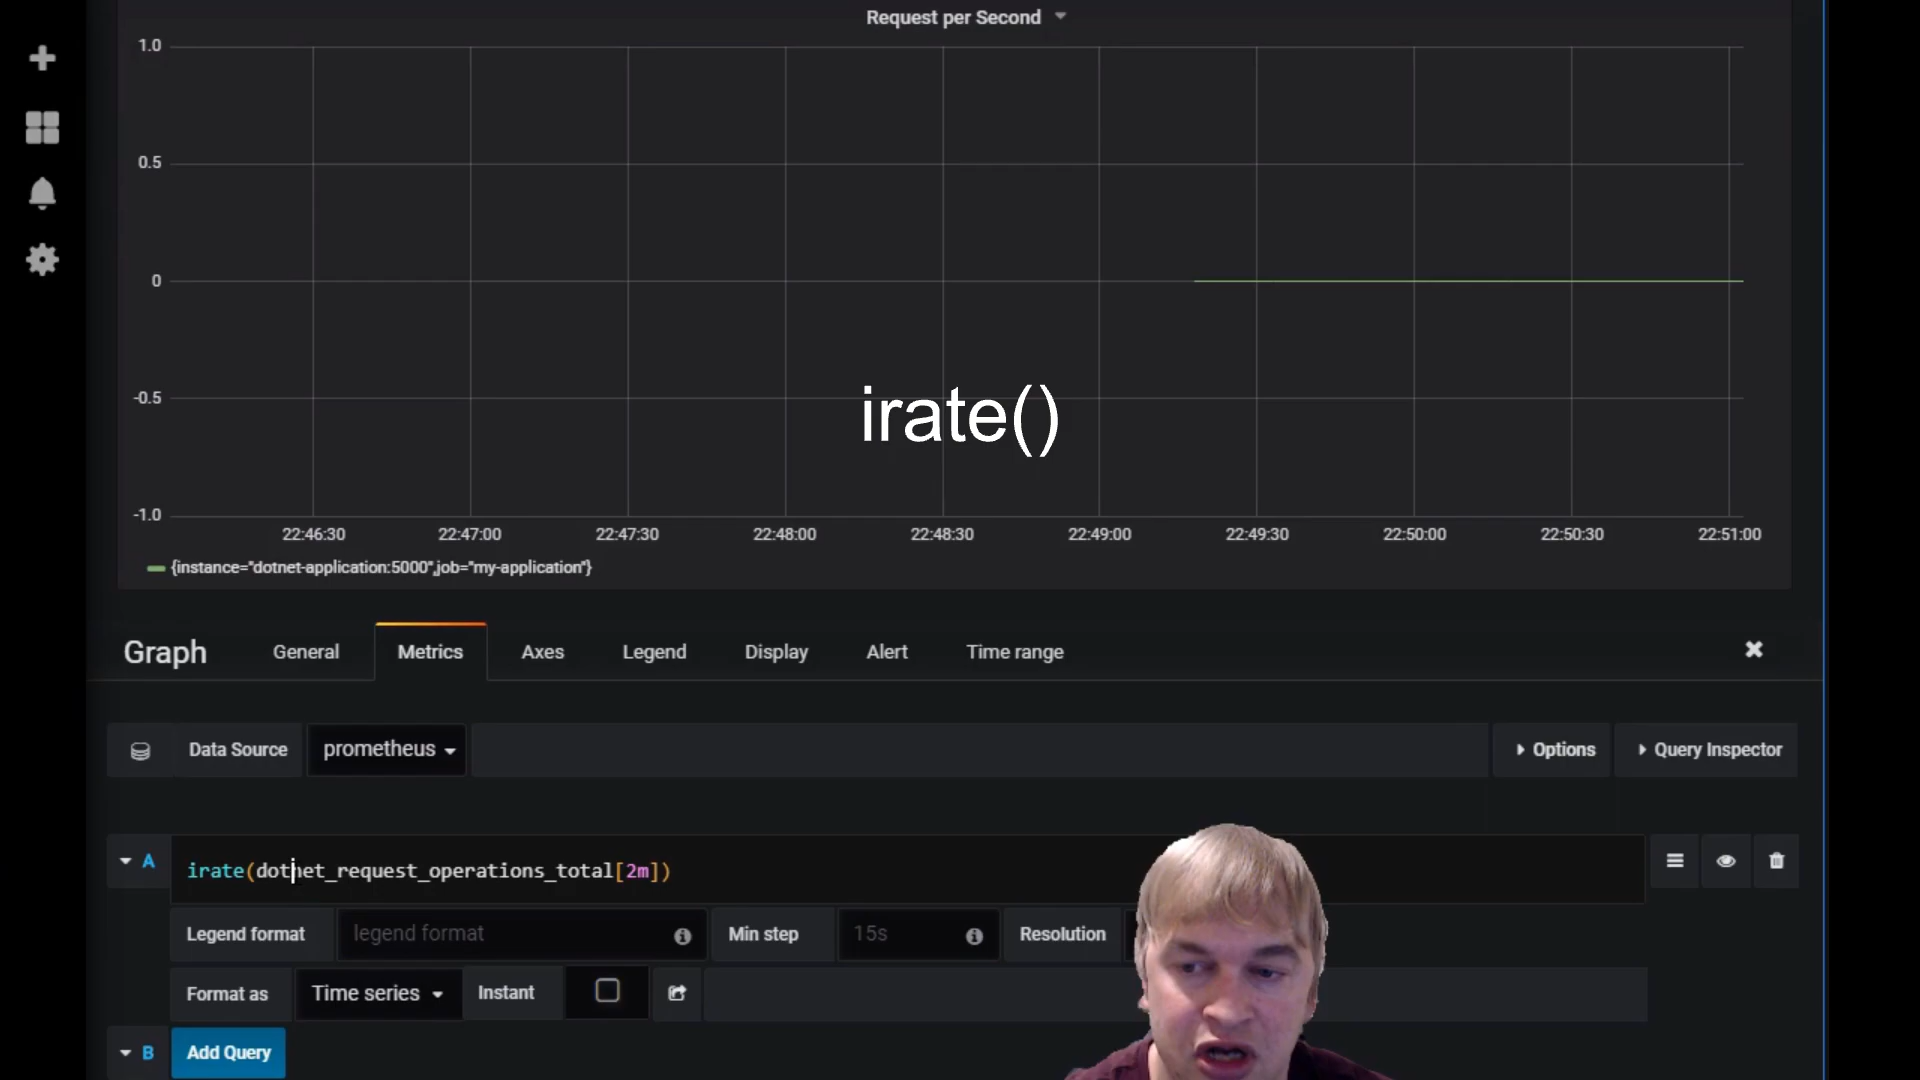 Request per Second
1.0
0.5
0
-0.5
-1.0
irate()
22:46:30 22:47:00 22:47:30 22:48:00 22:48:30 22:49:00 22:49:30 22:50:00 22:50:30 22:51:00
{instance="dotnet-application:5000",job="my-application"}
Graph General Metrics Axes Legend Display Alert Time range
Data Source prometheus Options Query Inspector
A irate(dotnet_request_operations_total[2m])
Legend format legend format Min step 15s Resolution
Format as Time series Instant
B Add Query